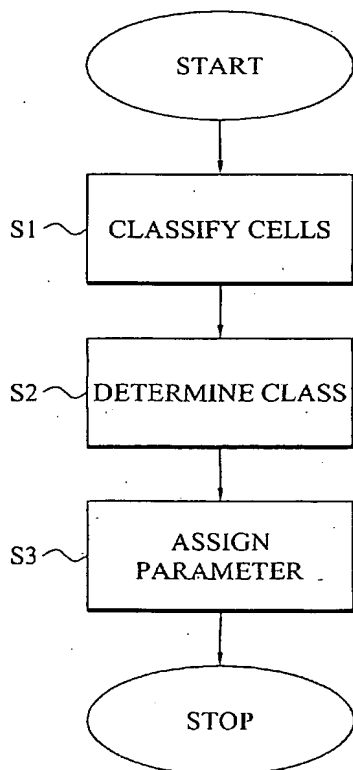 START
S1 CLASSIFY CELLS
S2 DETERMINE CLASS
S3 ASSIGN
PARAMETER
STOP